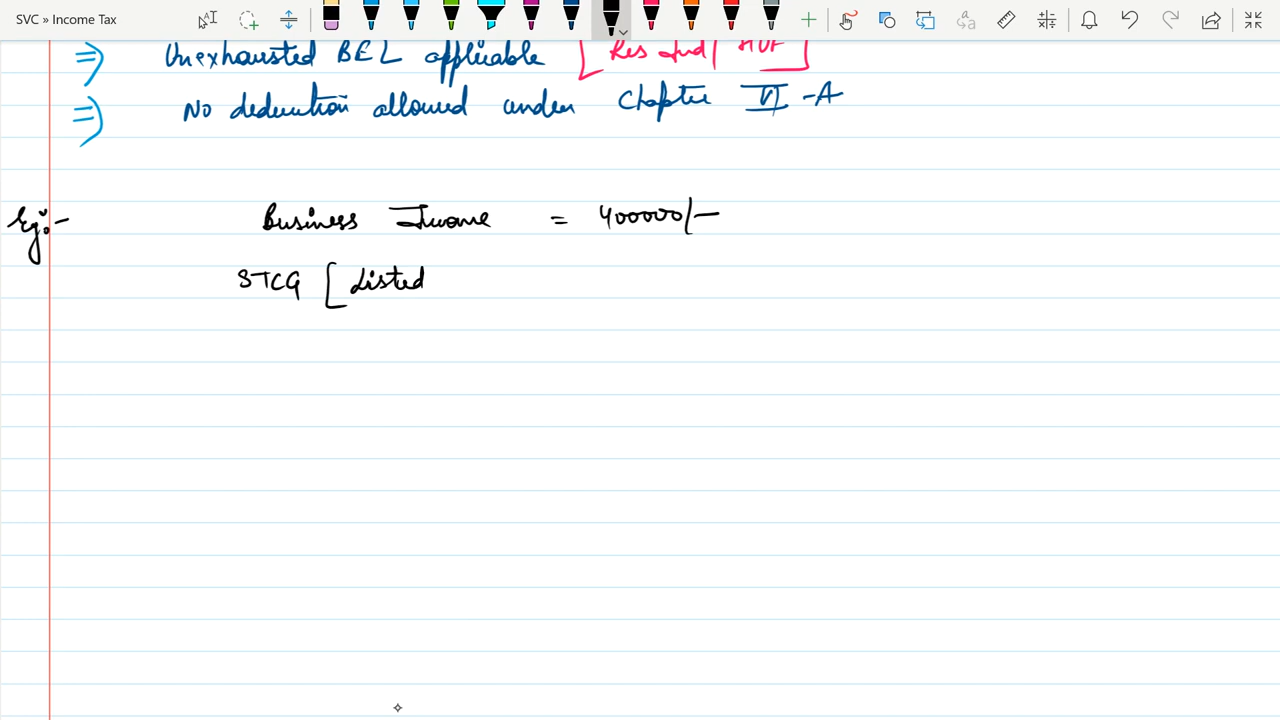 SVC » Income Tax
⇒ Unexhausted BEL applicable [Res Ind/HUF]
⇒ No deduction allowed under Chapter VI-A
Eg:- Business Income = 400000/-
STCG [Listed